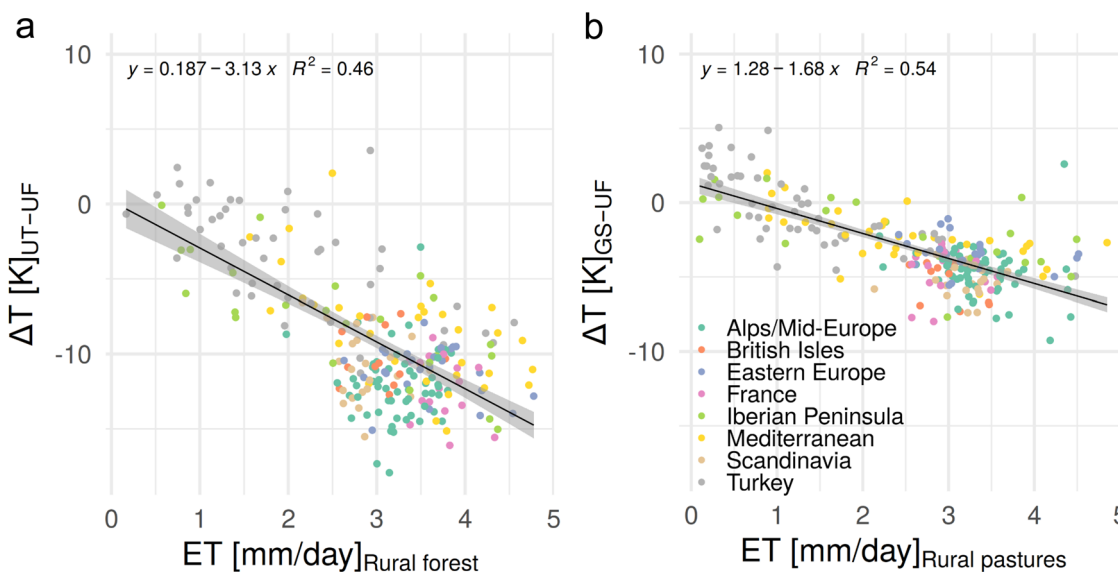 a
y = 0.187 − 3.13 x R² = 0.46
10
0
-10
ΔT [K]UT−UF
0 1 2 3 4 5
ET [mm/day]Rural forest
b
y = 1.28 − 1.68 x R² = 0.54
10
0
-10
ΔT [K]GS−UF
Alps/Mid-Europe
British Isles
Eastern Europe
France
Iberian Peninsula
Mediterranean
Scandinavia
Turkey
0 1 2 3 4 5
ET [mm/day]Rural pastures